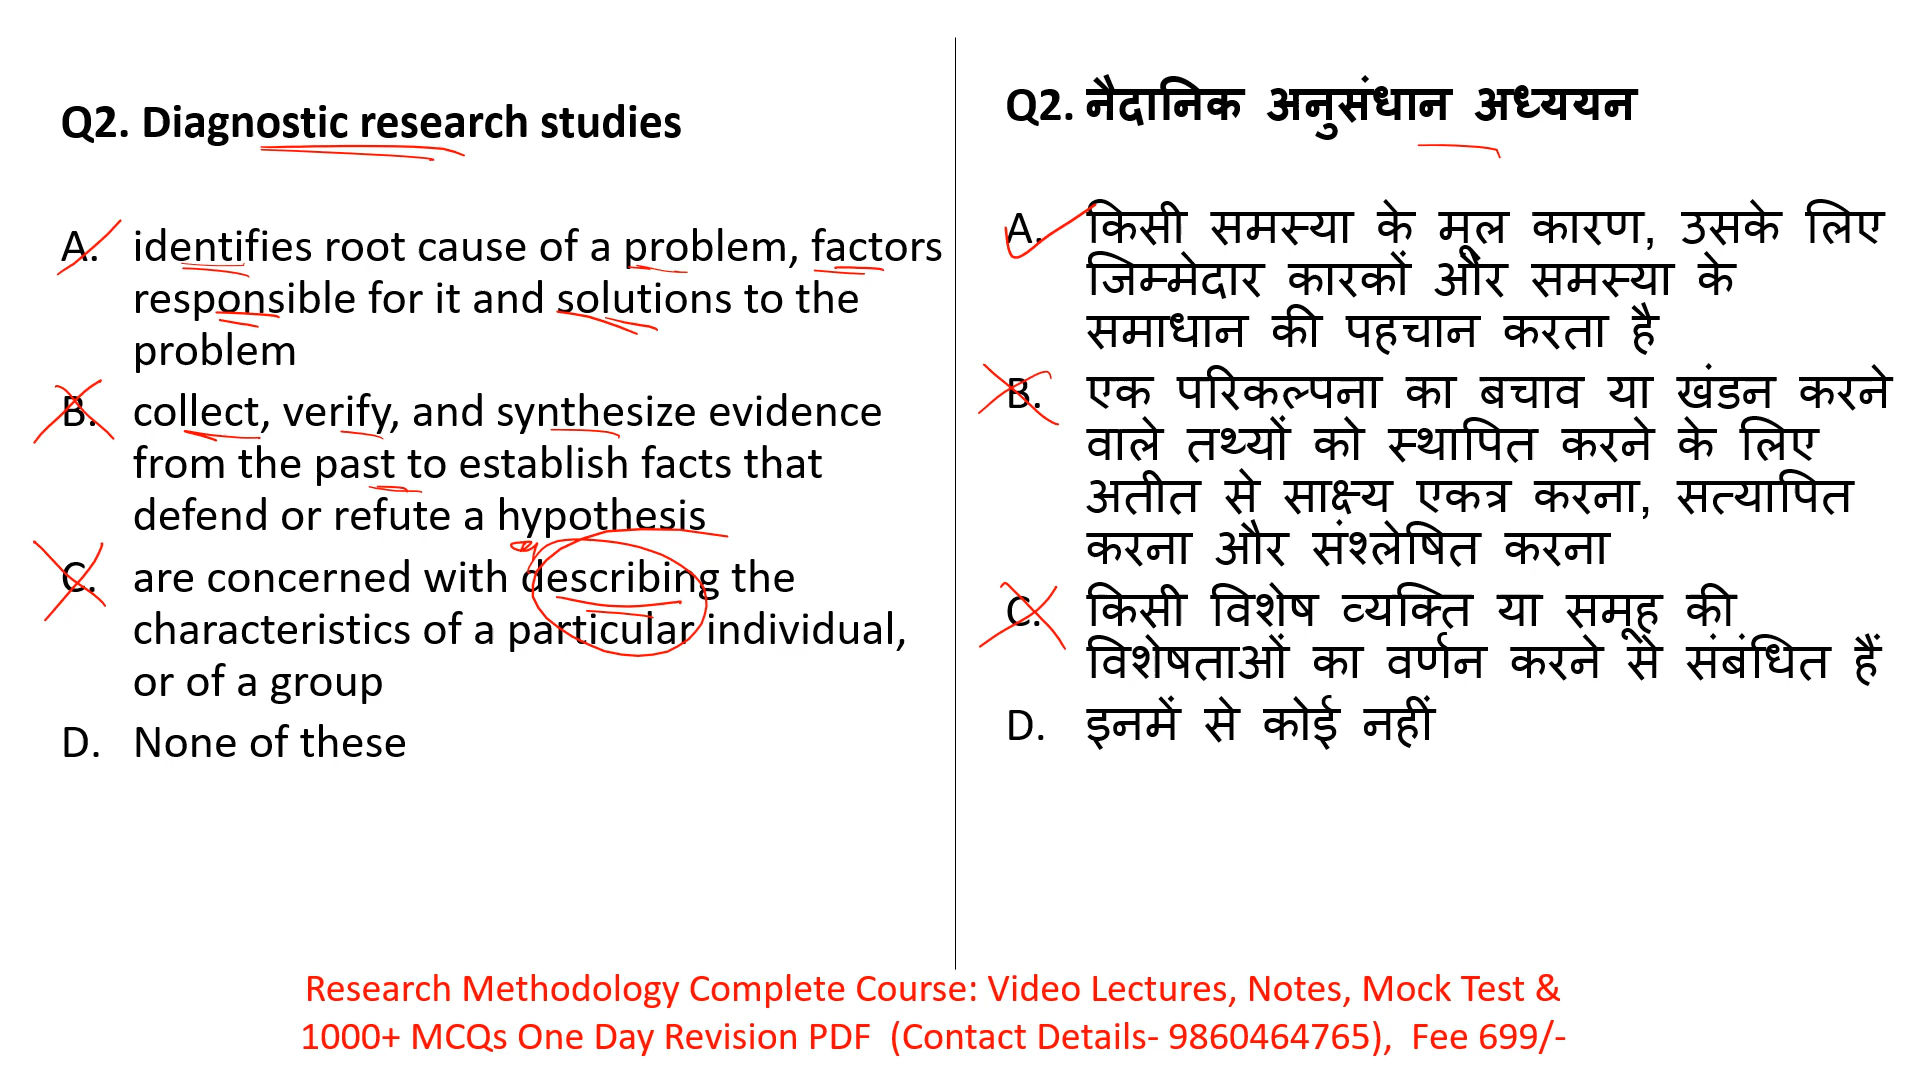 Q2. Diagnostic research studies
A. identifies root cause of a problem, factors
responsible for it and solutions to the
problem
B. collect, verify, and synthesize evidence
from the past to establish facts that
defend or refute a hypothesis
C. are concerned with describing the
characteristics of a particular individual,
or of a group
D. None of these
Q2. नैदानिक अनुसंधान अध्ययन
A. किसी समस्या के मूल कारण, उसके लिए
जिम्मेदार कारकों और समस्या के
समाधान की पहचान करता है
B. एक परिकल्पना का बचाव या खंडन करने
वाले तथ्यों को स्थापित करने के लिए
अतीत से साक्ष्य एकत्र करना, सत्यापित
करना और संश्लेषित करना
C. किसी विशेष व्यक्ति या समूह की
विशेषताओं का वर्णन करने से संबंधित हैं
D. इनमें से कोई नहीं
Research Methodology Complete Course: Video Lectures, Notes, Mock Test &
1000+ MCQs One Day Revision PDF (Contact Details- 9860464765), Fee 699/-